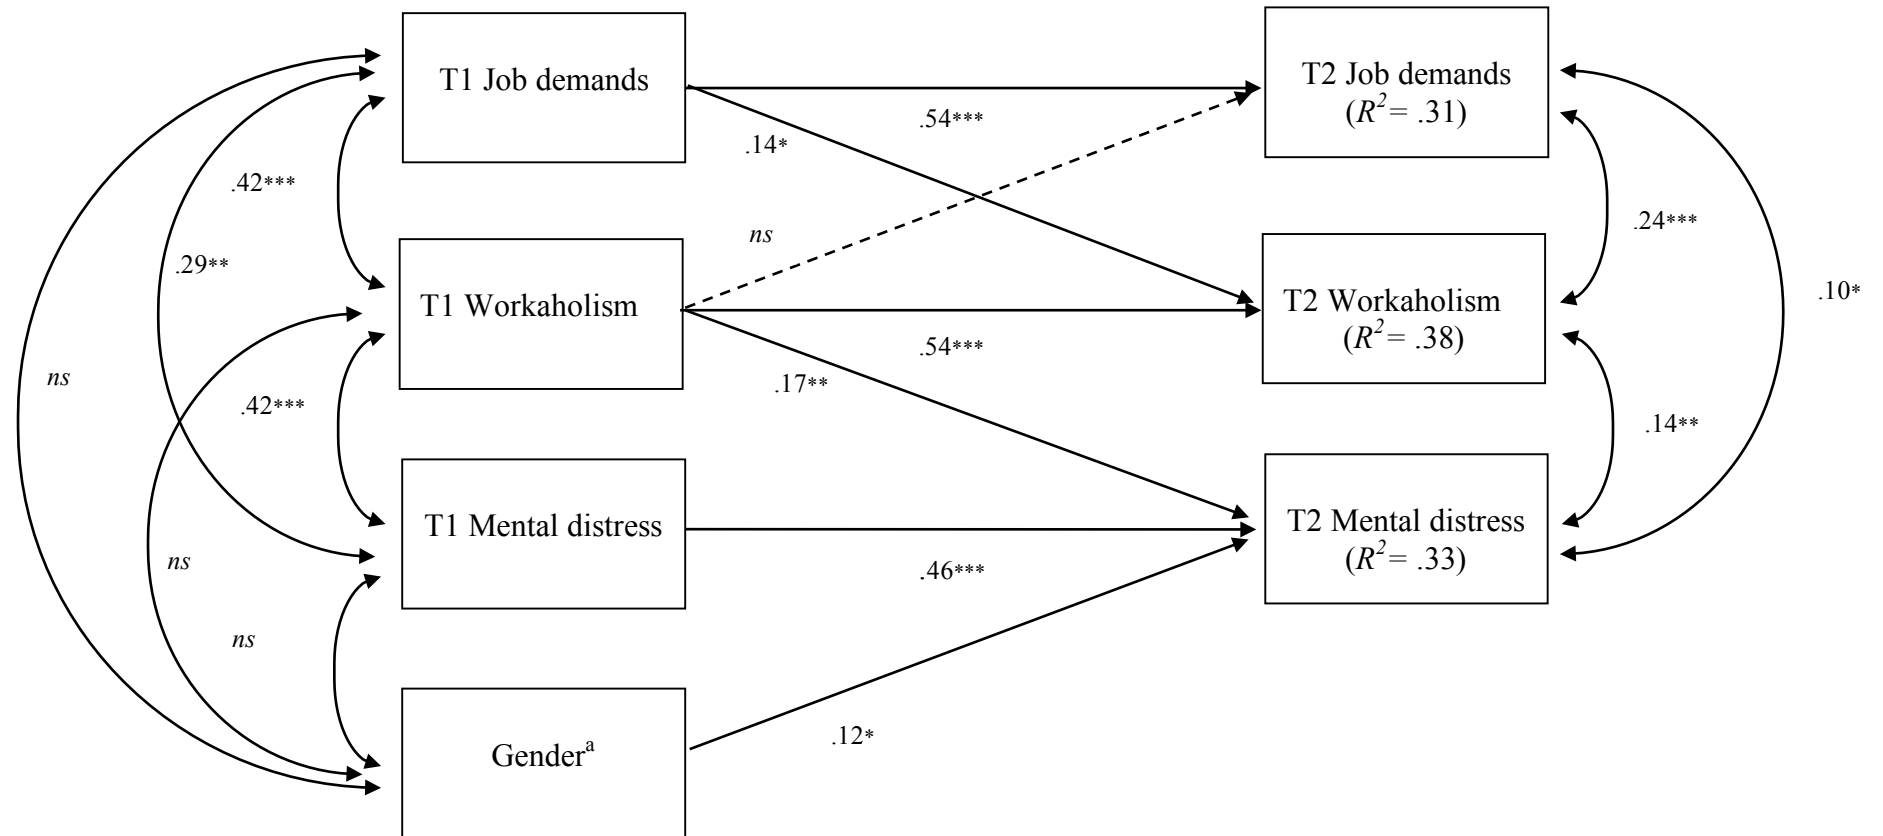 T1 Job demands
T2 Job demands
(R² = .31)
.54***
.14*
.42***
.24***
ns
.29**
.10*
T1 Workaholism
T2 Workaholism
(R² = .38)
.54***
ns
.17**
.42***
.14**
T1 Mental distress
T2 Mental distress
(R² = .33)
ns
.46***
ns
.12*
Genderᵃ